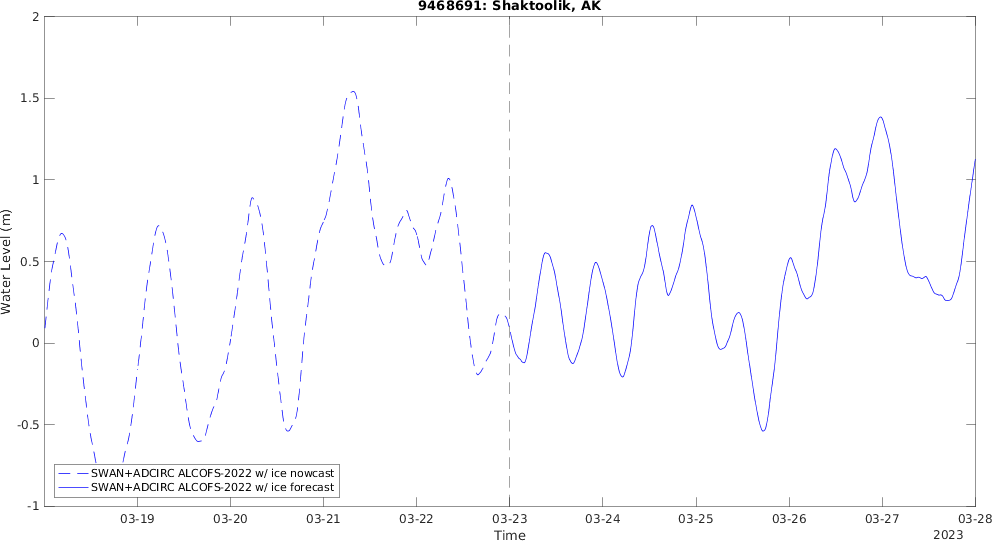 9468691: Shaktoolik, AK
2
1.5
1
0.5
0
-0.5
-1
Water Level (m)
SWAN+ADCIRC ALCOFS-2022 w/ ice nowcast
SWAN+ADCIRC ALCOFS-2022 w/ ice forecast
03-19 03-20 03-21 03-22 03-23 03-24 03-25 03-26 03-27 03-28
Time
2023